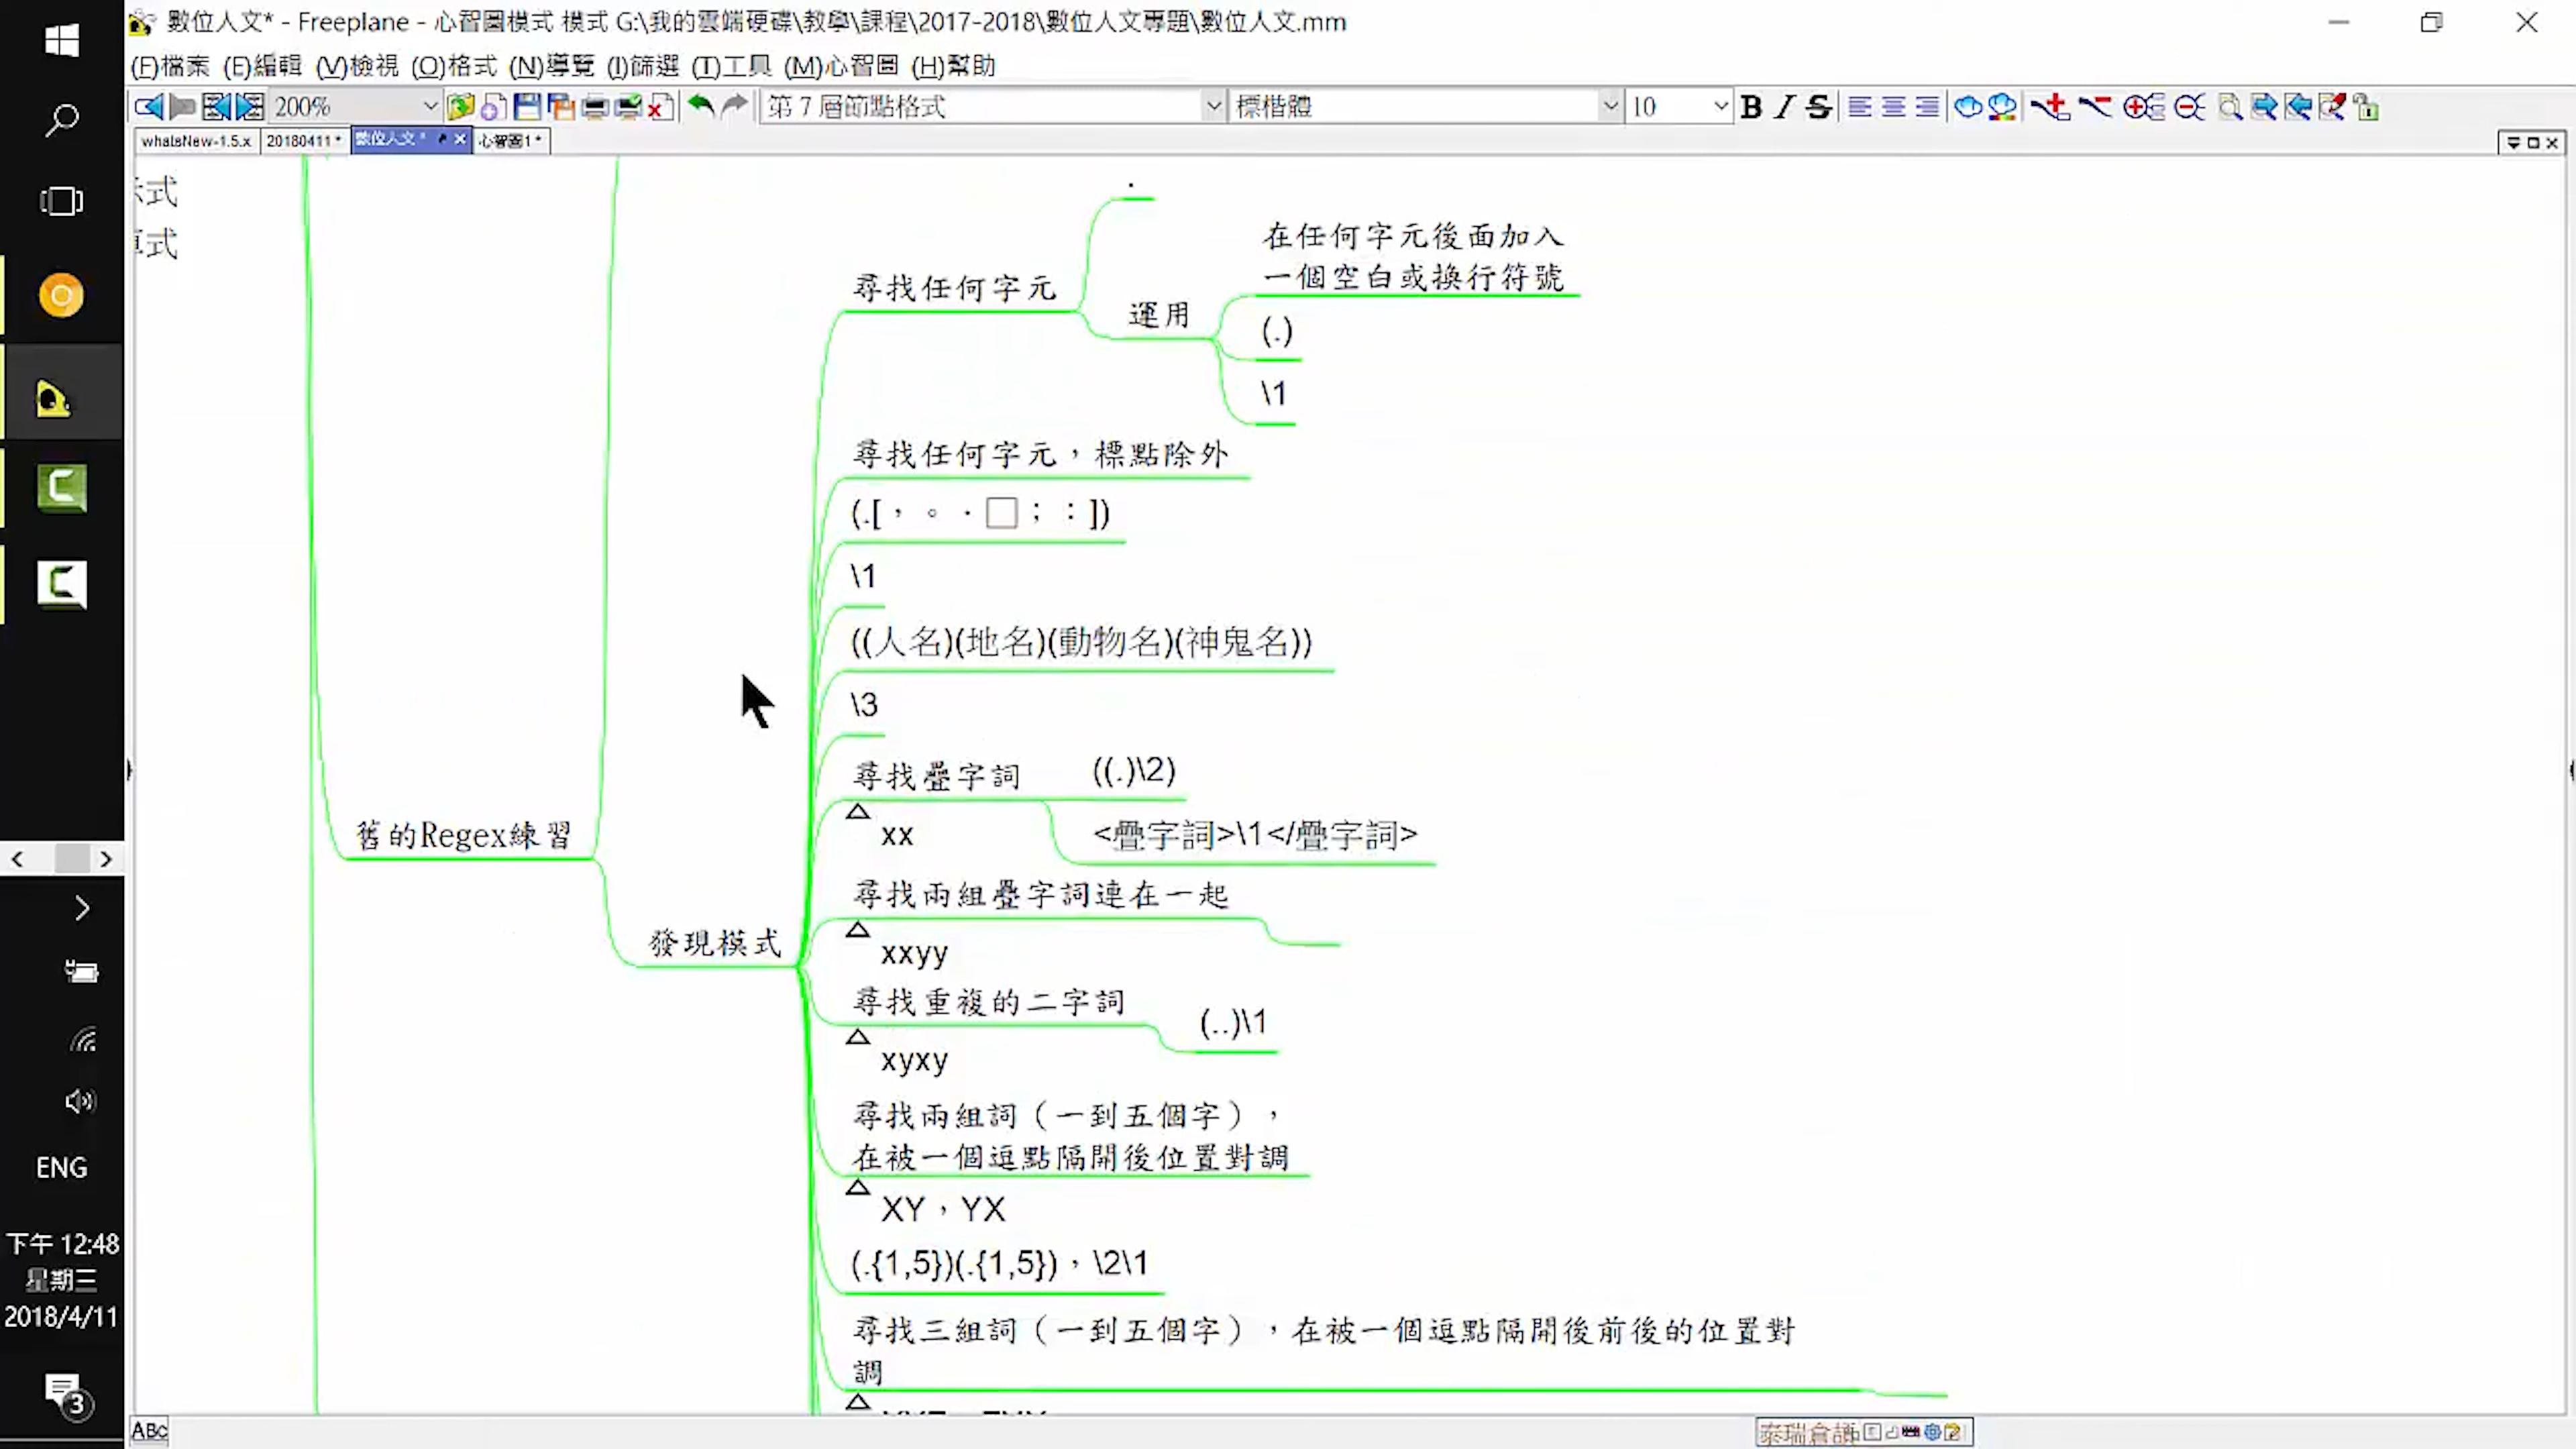 數位人文* - Freeplane - 心智圖模式 模式 G:\我的雲端硬碟\教學\課程\2017-2018\數位人文專題\數位人文.mm
(F)檔案 (E)編輯 (V)檢視 (O)格式 (N)導覽 (I)篩選 (T)工具 (M)心智圖 (H)幫助
200% 第 7 層節點格式 標楷體 10 B I S
whatsNew-1.5.x 20180411 * 數位人文 * 心智圖1 *
式
式
.
在任何字元後面加入
一個空白或換行符號
尋找任何字元
運用
(.)
\1
尋找任何字元，標點除外
(.[，。．□；：])
\1
((人名)(地名)(動物名)(神鬼名))
\3
尋找疊字詞 ((.)\2)
xx <疊字詞>\1</疊字詞>
舊的Regex練習
尋找兩組疊字詞連在一起
發現模式
xxyy
尋找重複的二字詞
(..)\1
xyxy
尋找兩組詞（一到五個字），
在被一個逗點隔開後位置對調
XY，YX
(.{1,5})(.{1,5})，\2\1
尋找三組詞（一到五個字），在被一個逗點隔開後前後的位置對
調
ENG
下午 12:48
星期三
2018/4/11
3
ABc